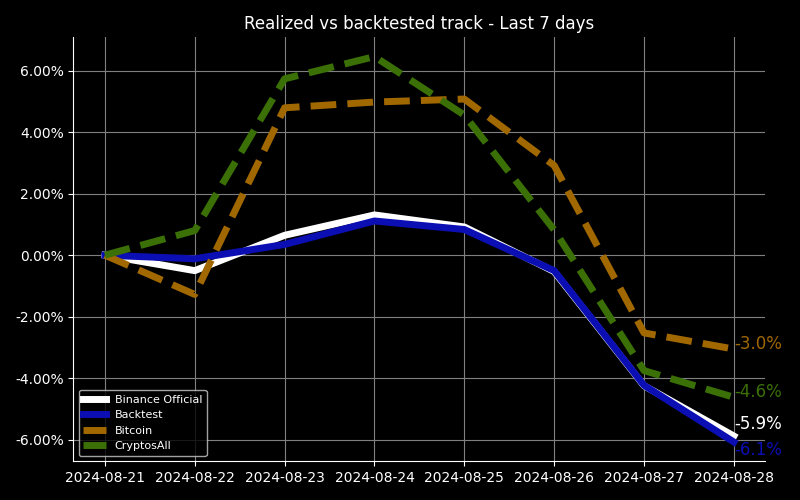 Realized vs backtested track - Last 7 days
6.00%
4.00%
2.00%
0.00%
-2.00%
-4.00%
-6.00%
-3.0%
-4.6%
-5.9%
-6.1%
Binance Official
Backtest
Bitcoin
CryptosAll
2024-08-21 2024-08-22 2024-08-23 2024-08-24 2024-08-25 2024-08-26 2024-08-27 2024-08-28